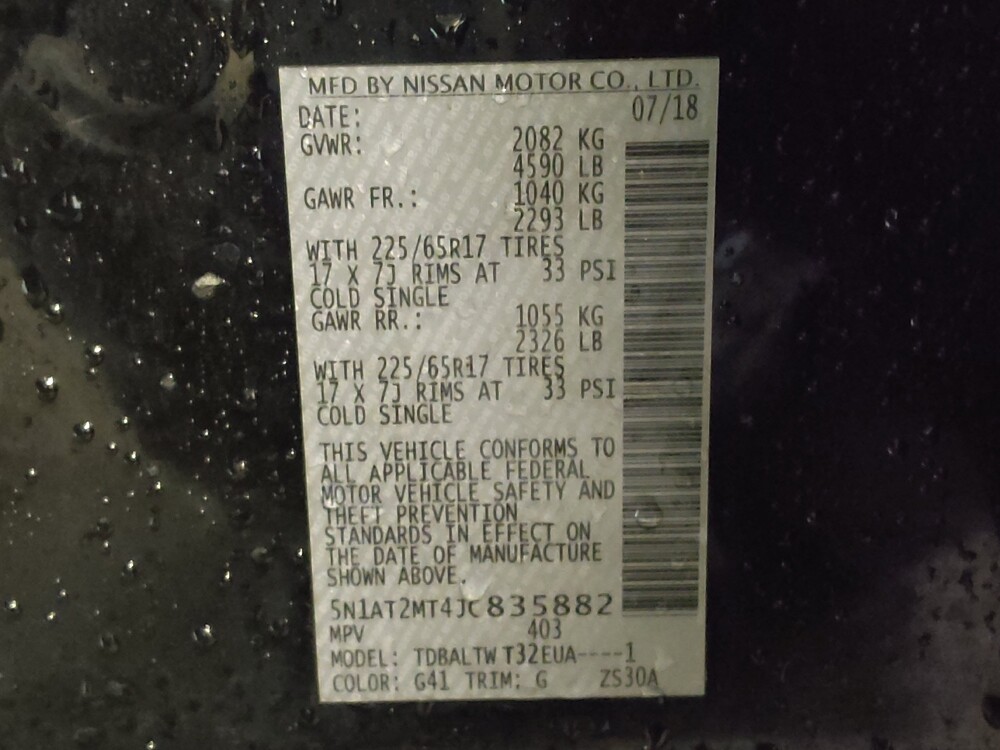 MFD BY NISSAN MOTOR CO., LTD.
DATE: 07/18
GVWR: 2082 KG
4590 LB
GAWR FR.: 1040 KG
2293 LB
WITH 225/65R17 TIRES
17 X 7J RIMS AT 33 PSI
COLD SINGLE
GAWR RR.: 1055 KG
2326 LB
WITH 225/65R17 TIRES
17 X 7J RIMS AT 33 PSI
COLD SINGLE
THIS VEHICLE CONFORMS TO
ALL APPLICABLE FEDERAL
MOTOR VEHICLE SAFETY AND
THEFT PREVENTION
STANDARDS IN EFFECT ON
THE DATE OF MANUFACTURE
SHOWN ABOVE.
5N1AT2MT4JC835882
MPV 403
MODEL: TDBALTW T32EUA----1
COLOR: G41 TRIM: G ZS30A